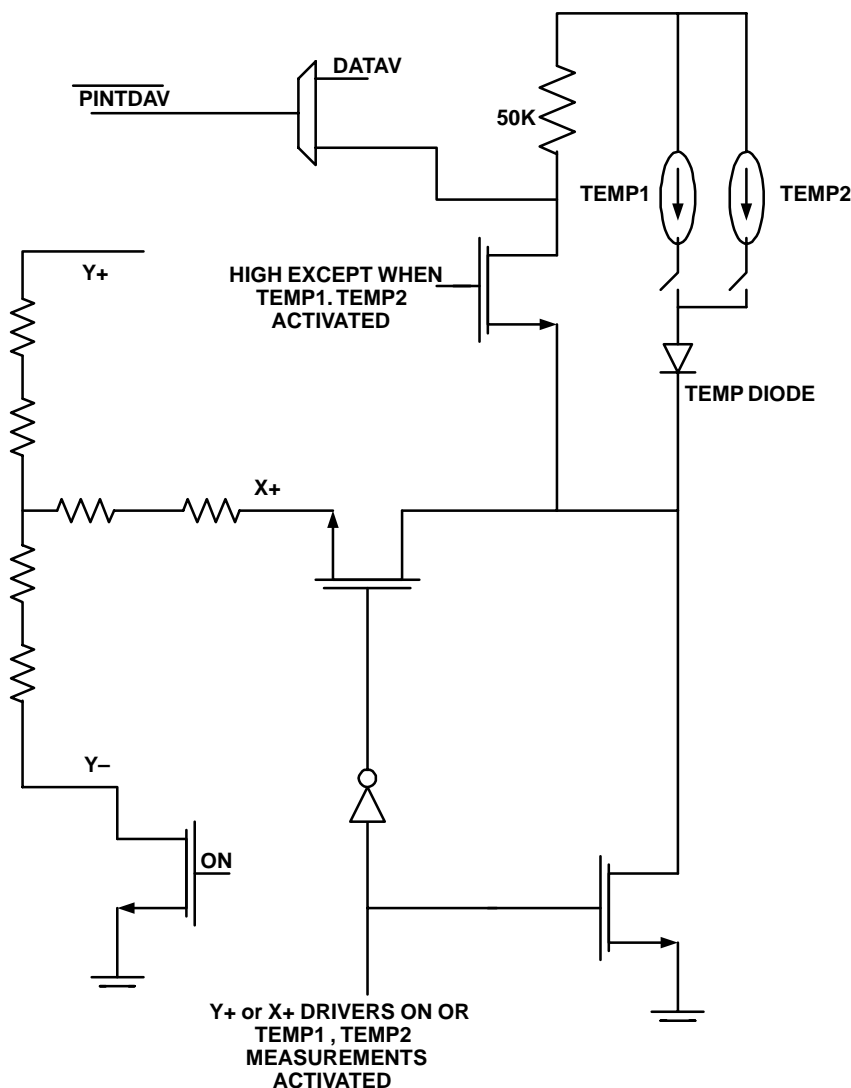 DATAV
PINTDAV
50K
TEMP1
TEMP2
Y+
HIGH EXCEPT WHEN
TEMP1. TEMP2
ACTIVATED
TEMP DIODE
X+
Y–
ON
Y+ or X+ DRIVERS ON OR
TEMP1 , TEMP2
MEASUREMENTS
ACTIVATED